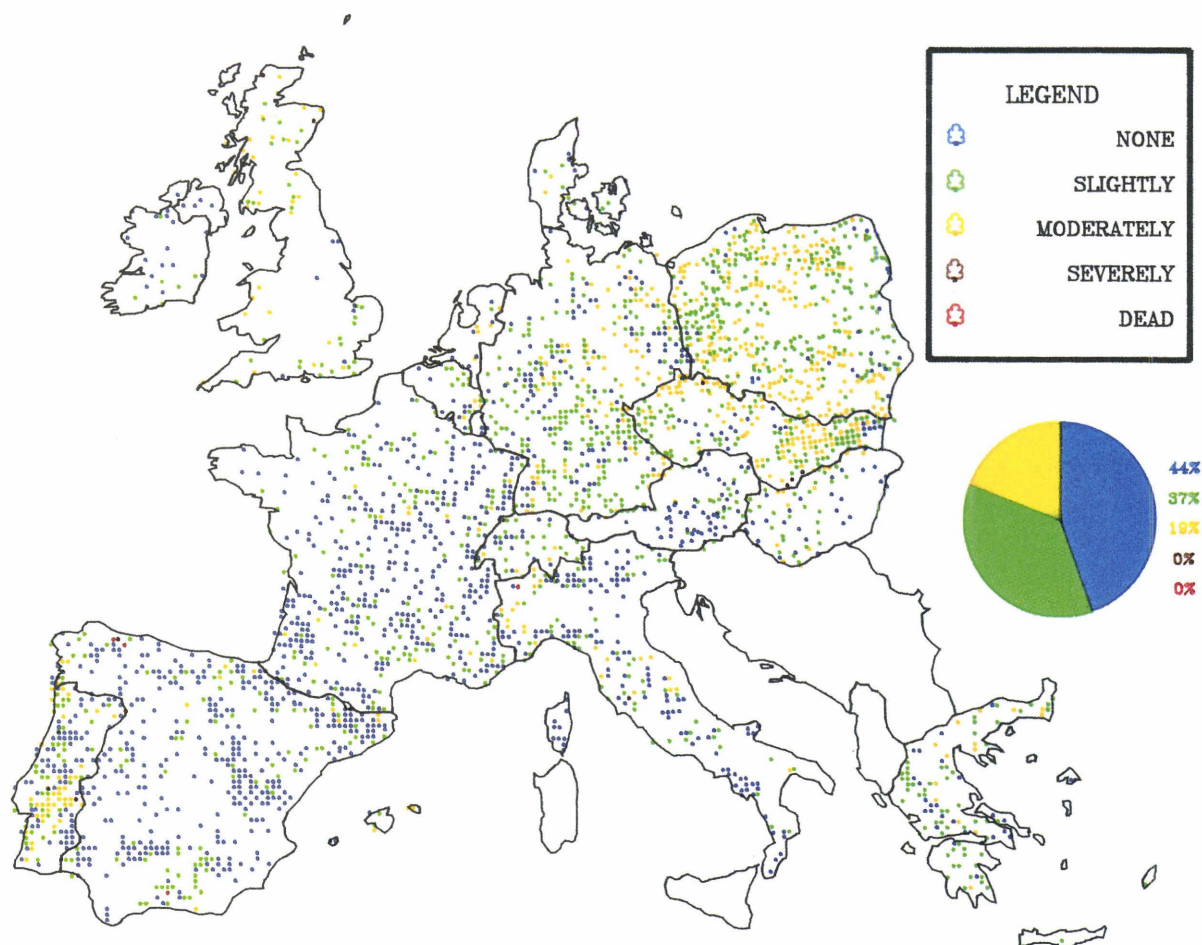 LEGEND
NONE
SLIGHTLY
MODERATELY
SEVERELY
DEAD
44%
37%
19%
0%
0%